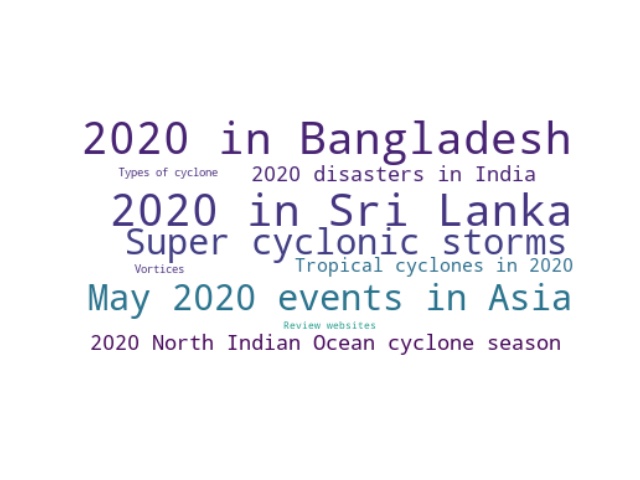 2020 in Bangladesh
Types of cyclone
2020 disasters in India
2020 in Sri Lanka
Super cyclonic storms
Vortices
Tropical cyclones in 2020
May 2020 events in Asia
Review websites
2020 North Indian Ocean cyclone season